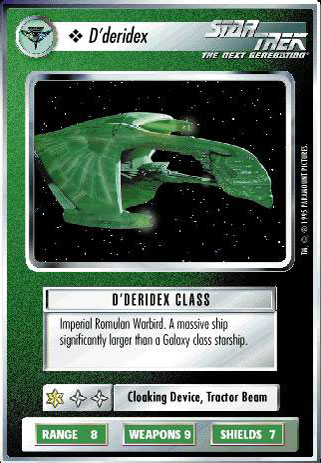 ❖ D'deridex
STAR TREK
THE NEXT GENERATION®
TM, ® & © 1995 PARAMOUNT PICTURES.
D'DERIDEX CLASS
Imperial Romulan Warbird. A massive ship
significantly larger than a Galaxy class starship.
Cloaking Device, Tractor Beam
RANGE 8
WEAPONS 9
SHIELDS 7